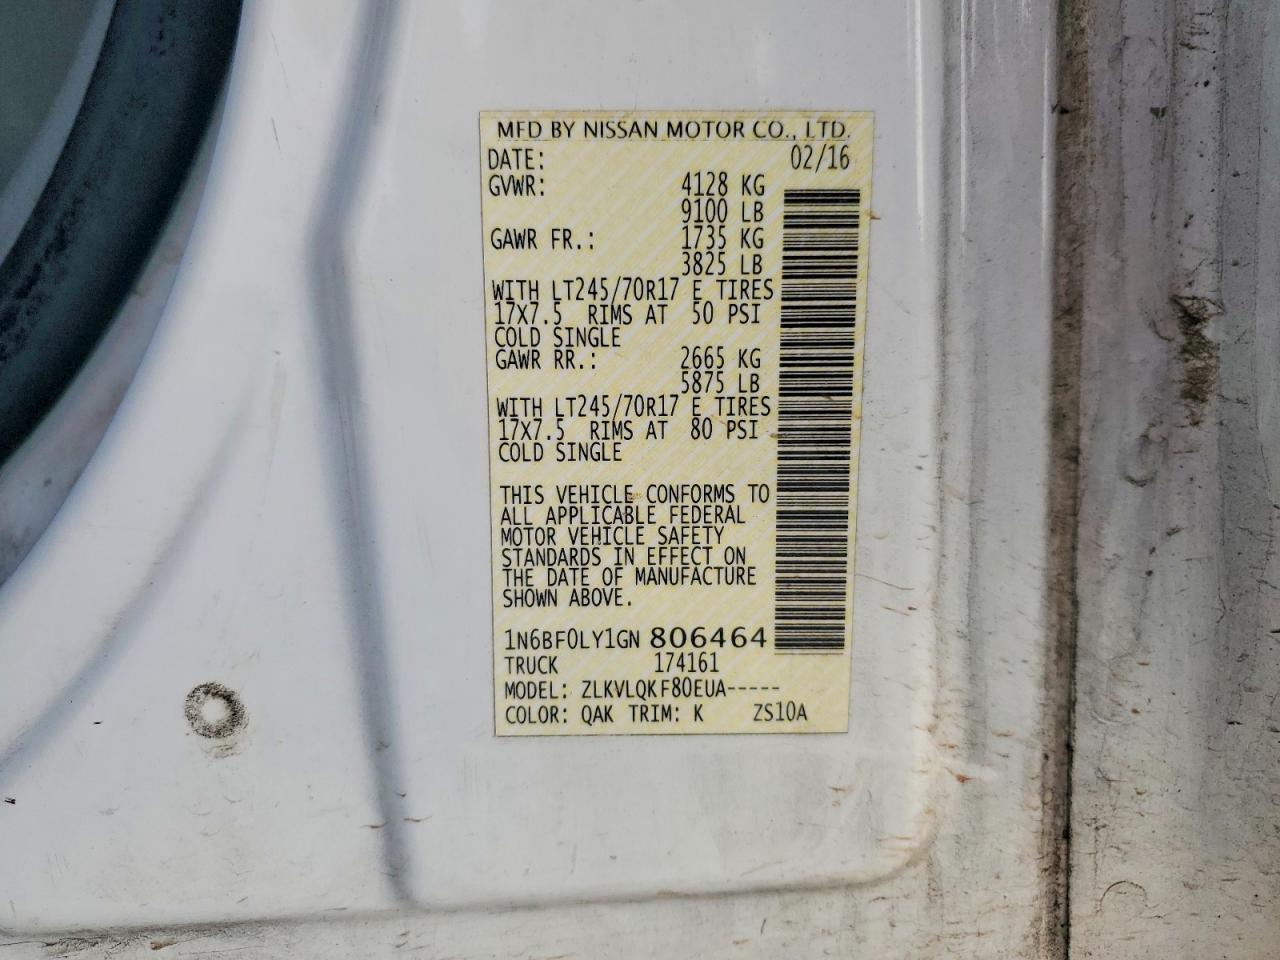 MFD BY NISSAN MOTOR CO., LTD.
DATE: 02/16
GVWR: 4128 KG
9100 LB
GAWR FR.: 1735 KG
3825 LB
WITH LT245/70R17 E TIRES
17X7.5 RIMS AT 50 PSI
COLD SINGLE
GAWR RR.: 2665 KG
5875 LB
WITH LT245/70R17 E TIRES
17X7.5 RIMS AT 80 PSI
COLD SINGLE
THIS VEHICLE CONFORMS TO
ALL APPLICABLE FEDERAL
MOTOR VEHICLE SAFETY
STANDARDS IN EFFECT ON
THE DATE OF MANUFACTURE
SHOWN ABOVE.
1N6BF0LY1GN 806464
TRUCK 174161
MODEL: ZLKVLQKF80EUA-----
COLOR: QAK TRIM: K ZS10A